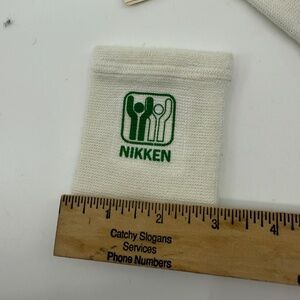 NIKKEN
1 2 3 4
Catchy Slogans
Services
Phone Numbers